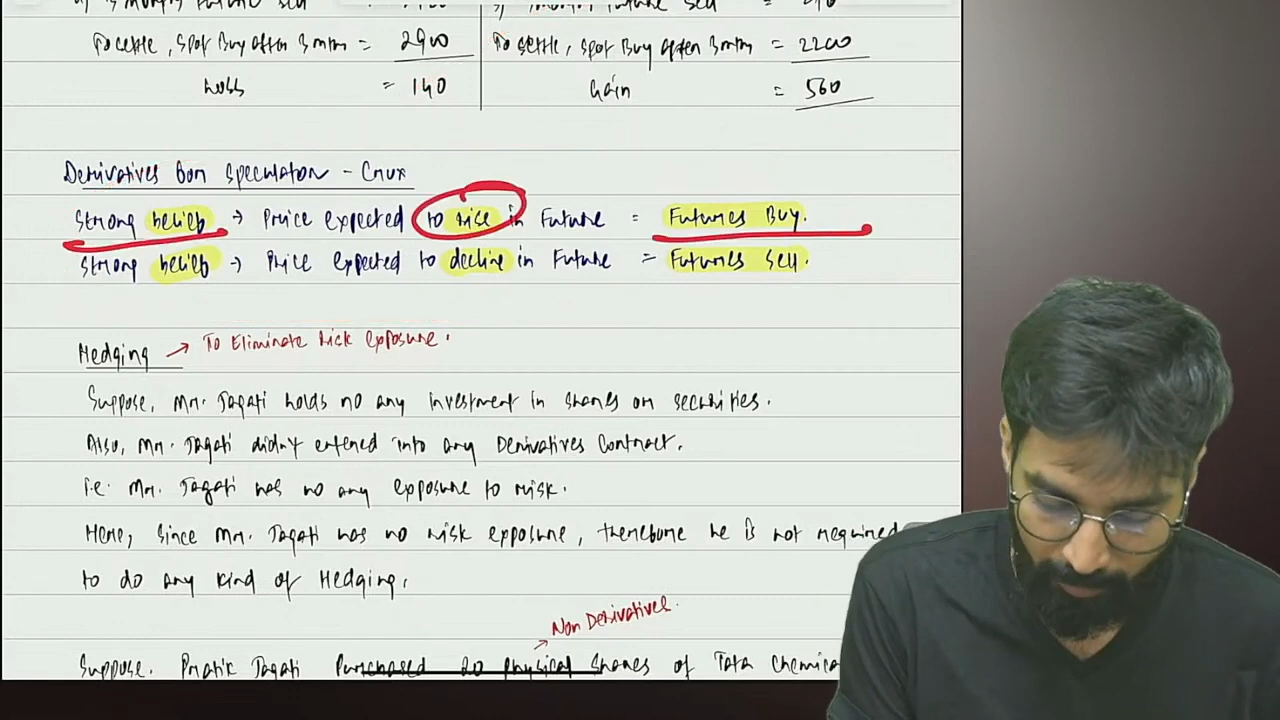 To settle, Spot Buy after 3 mths = 2900
Loss = 140
To settle, Spot Buy after 3 mths = 2200
Gain = 560
Derivatives for Speculation - Crux
Strong belief → Price expected to rise in Future = Futures Buy.
Strong belief → Price expected to decline in Future = Futures Sell.
Hedging → To Eliminate Risk exposure.
Suppose, Mr. Jagati holds no any investment in shares or securities.
Also, Mr. Jagati didn't entered into any Derivatives Contract.
i.e. Mr. Jagati has no any exposure to risk.
Here, since Mr. Jagati has no risk exposure, therefore he is not required
to do any kind of Hedging.
Non Derivatives.
Suppose. Pratik Jagati Purchased 20 physical shares of Tata